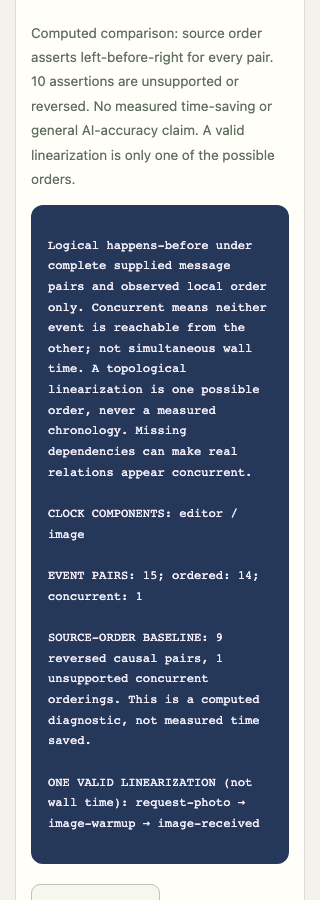 Computed comparison: source order
asserts left-before-right for every pair.
10 assertions are unsupported or
reversed. No measured time-saving or
general AI-accuracy claim. A valid
linearization is only one of the possible
orders.
Logical happens-before under
complete supplied message
pairs and observed local order
only. Concurrent means neither
event is reachable from the
other; not simultaneous wall
time. A topological
linearization is one possible
order, never a measured
chronology. Missing
dependencies can make real
relations appear concurrent.
CLOCK COMPONENTS: editor /
image
EVENT PAIRS: 15; ordered: 14;
concurrent: 1
SOURCE-ORDER BASELINE: 9
reversed causal pairs, 1
unsupported concurrent
orderings. This is a computed
diagnostic, not measured time
saved.
ONE VALID LINEARIZATION (not
wall time): request-photo →
image-warmup → image-received